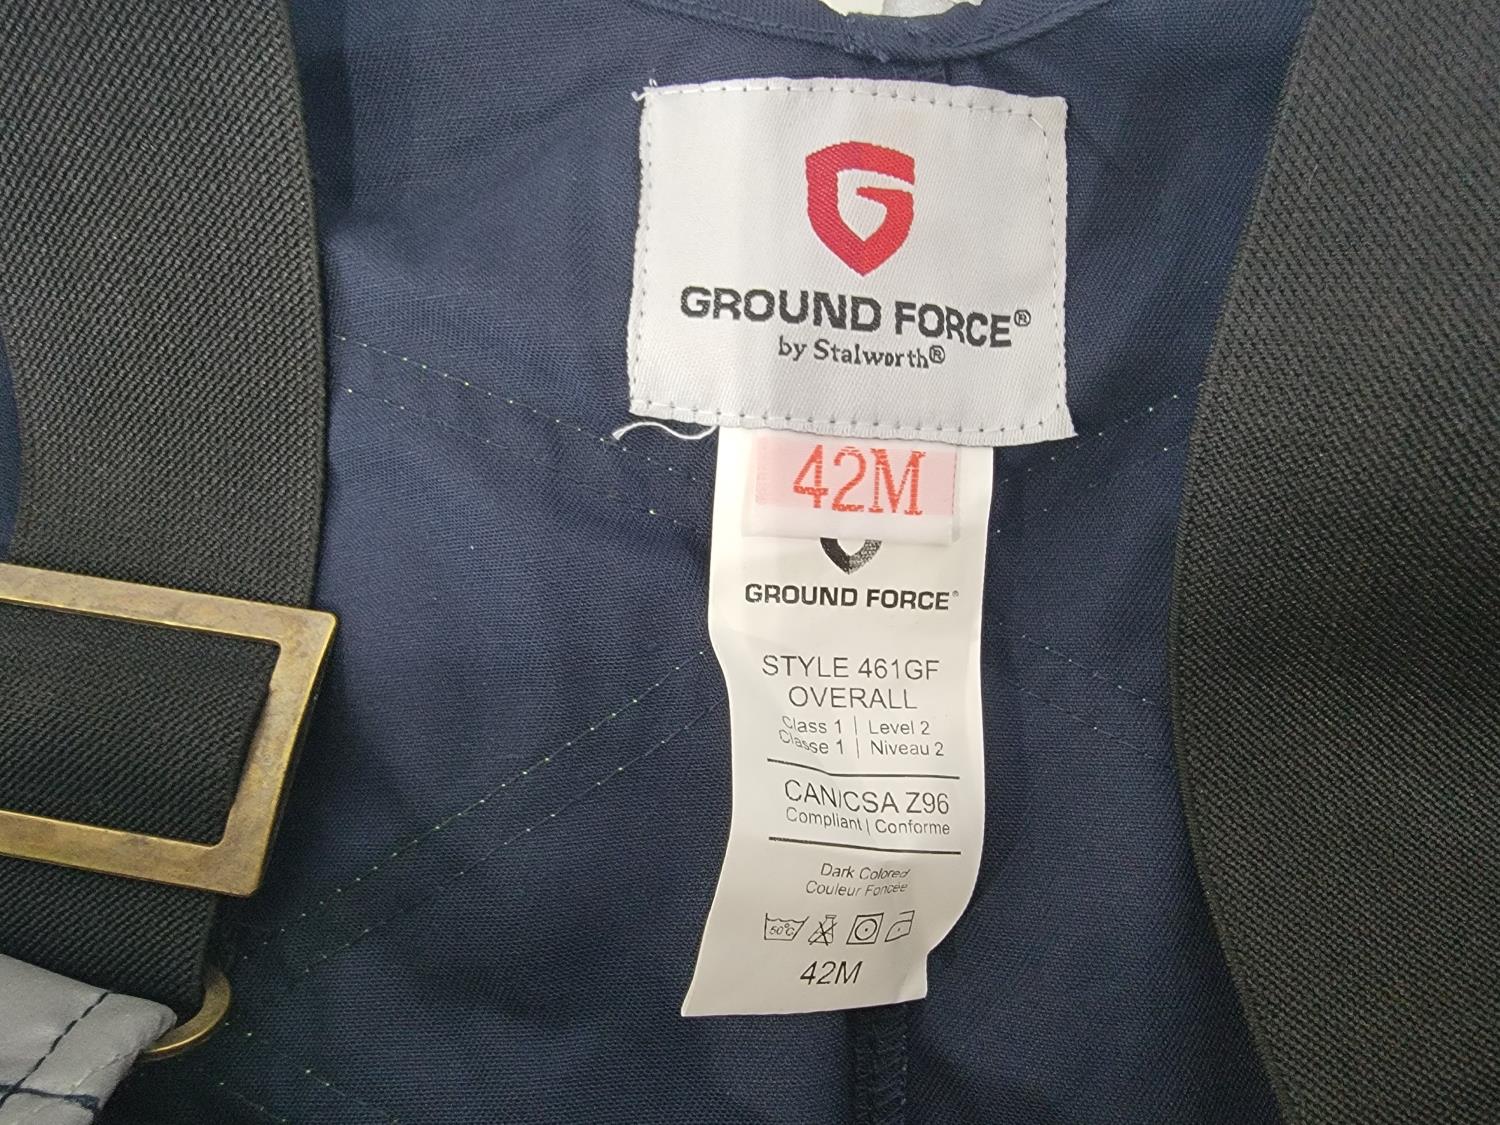 GROUND FORCE®
by Stalworth®
42M
GROUND FORCE®
STYLE 461GF
OVERALL
Class 1 | Level 2
Classe 1 | Niveau 2
CAN/CSA Z96
Compliant | Conforme
Dark Colored
Couleur Foncée
50°C
42M